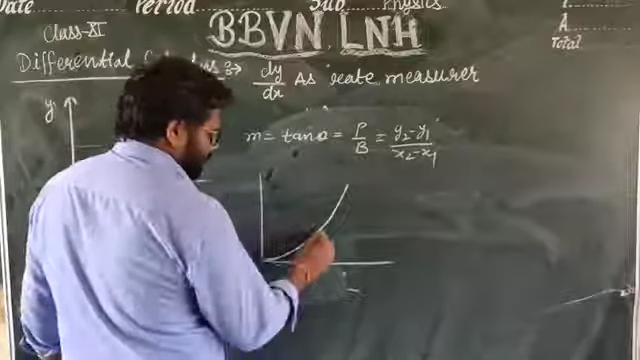 Date Period Sub Physics
Class-XI
BBVN LNH
A
Total
Differential dy/dx As reate measurer
y
m = tanθ = P/B = y₂-y₁/x₂-x₁